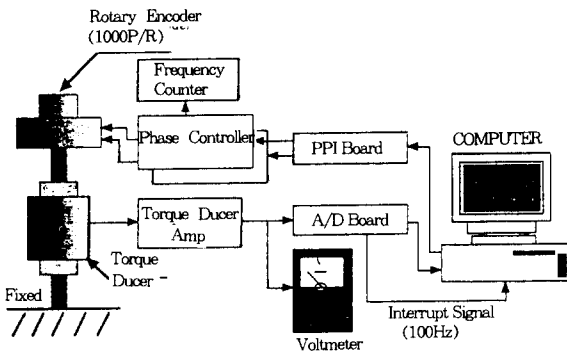 Rotary Encoder
(1000P/R)
Frequency
Counter
Phase Controller
PPI Board
COMPUTER
Torque Ducer
Amp
A/D Board
Torque
Ducer
Fixed
Voltmeter
Interrupt Signal
(100Hz)